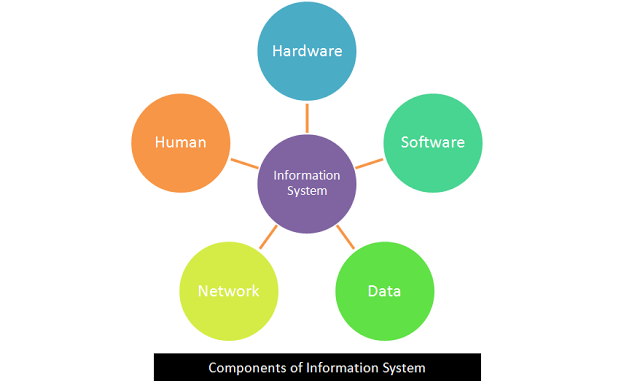 Hardware
Human
Software
Information
System
Network
Data
Components of Information System